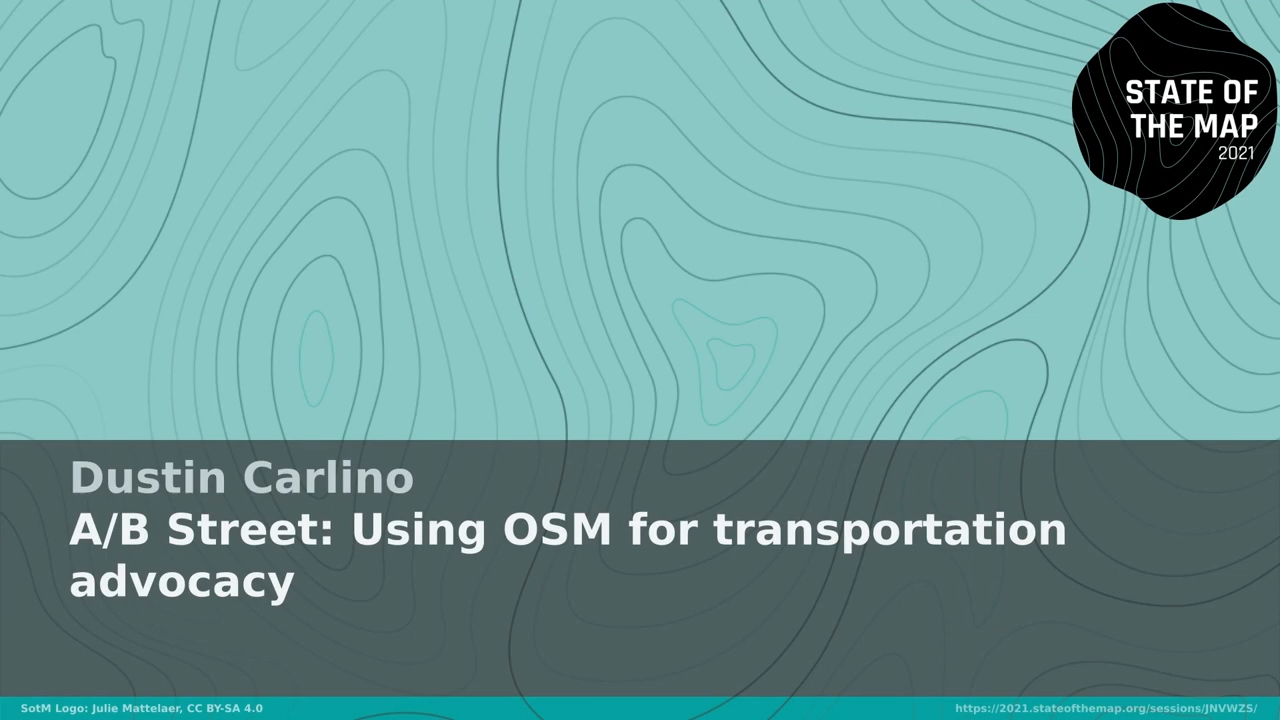 STATE OF
THE MAP
2021
Dustin Carlino
A/B Street: Using OSM for transportation
advocacy
SotM Logo: Julie Mattelaer, CC BY-SA 4.0
https://2021.stateofthemap.org/sessions/JNVWZS/